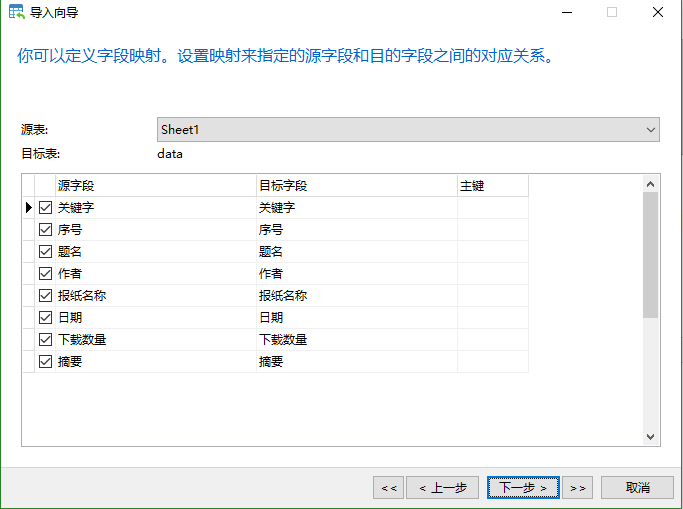 导入向导
你可以定义字段映射。设置映射来指定的源字段和目的字段之间的对应关系。
源表: Sheet1
目标表: data
源字段 目标字段 主键
关键字 关键字
序号 序号
题名 题名
作者 作者
报纸名称 报纸名称
日期 日期
下载数量 下载数量
摘要 摘要
<< < 上一步 下一步 > >> 取消